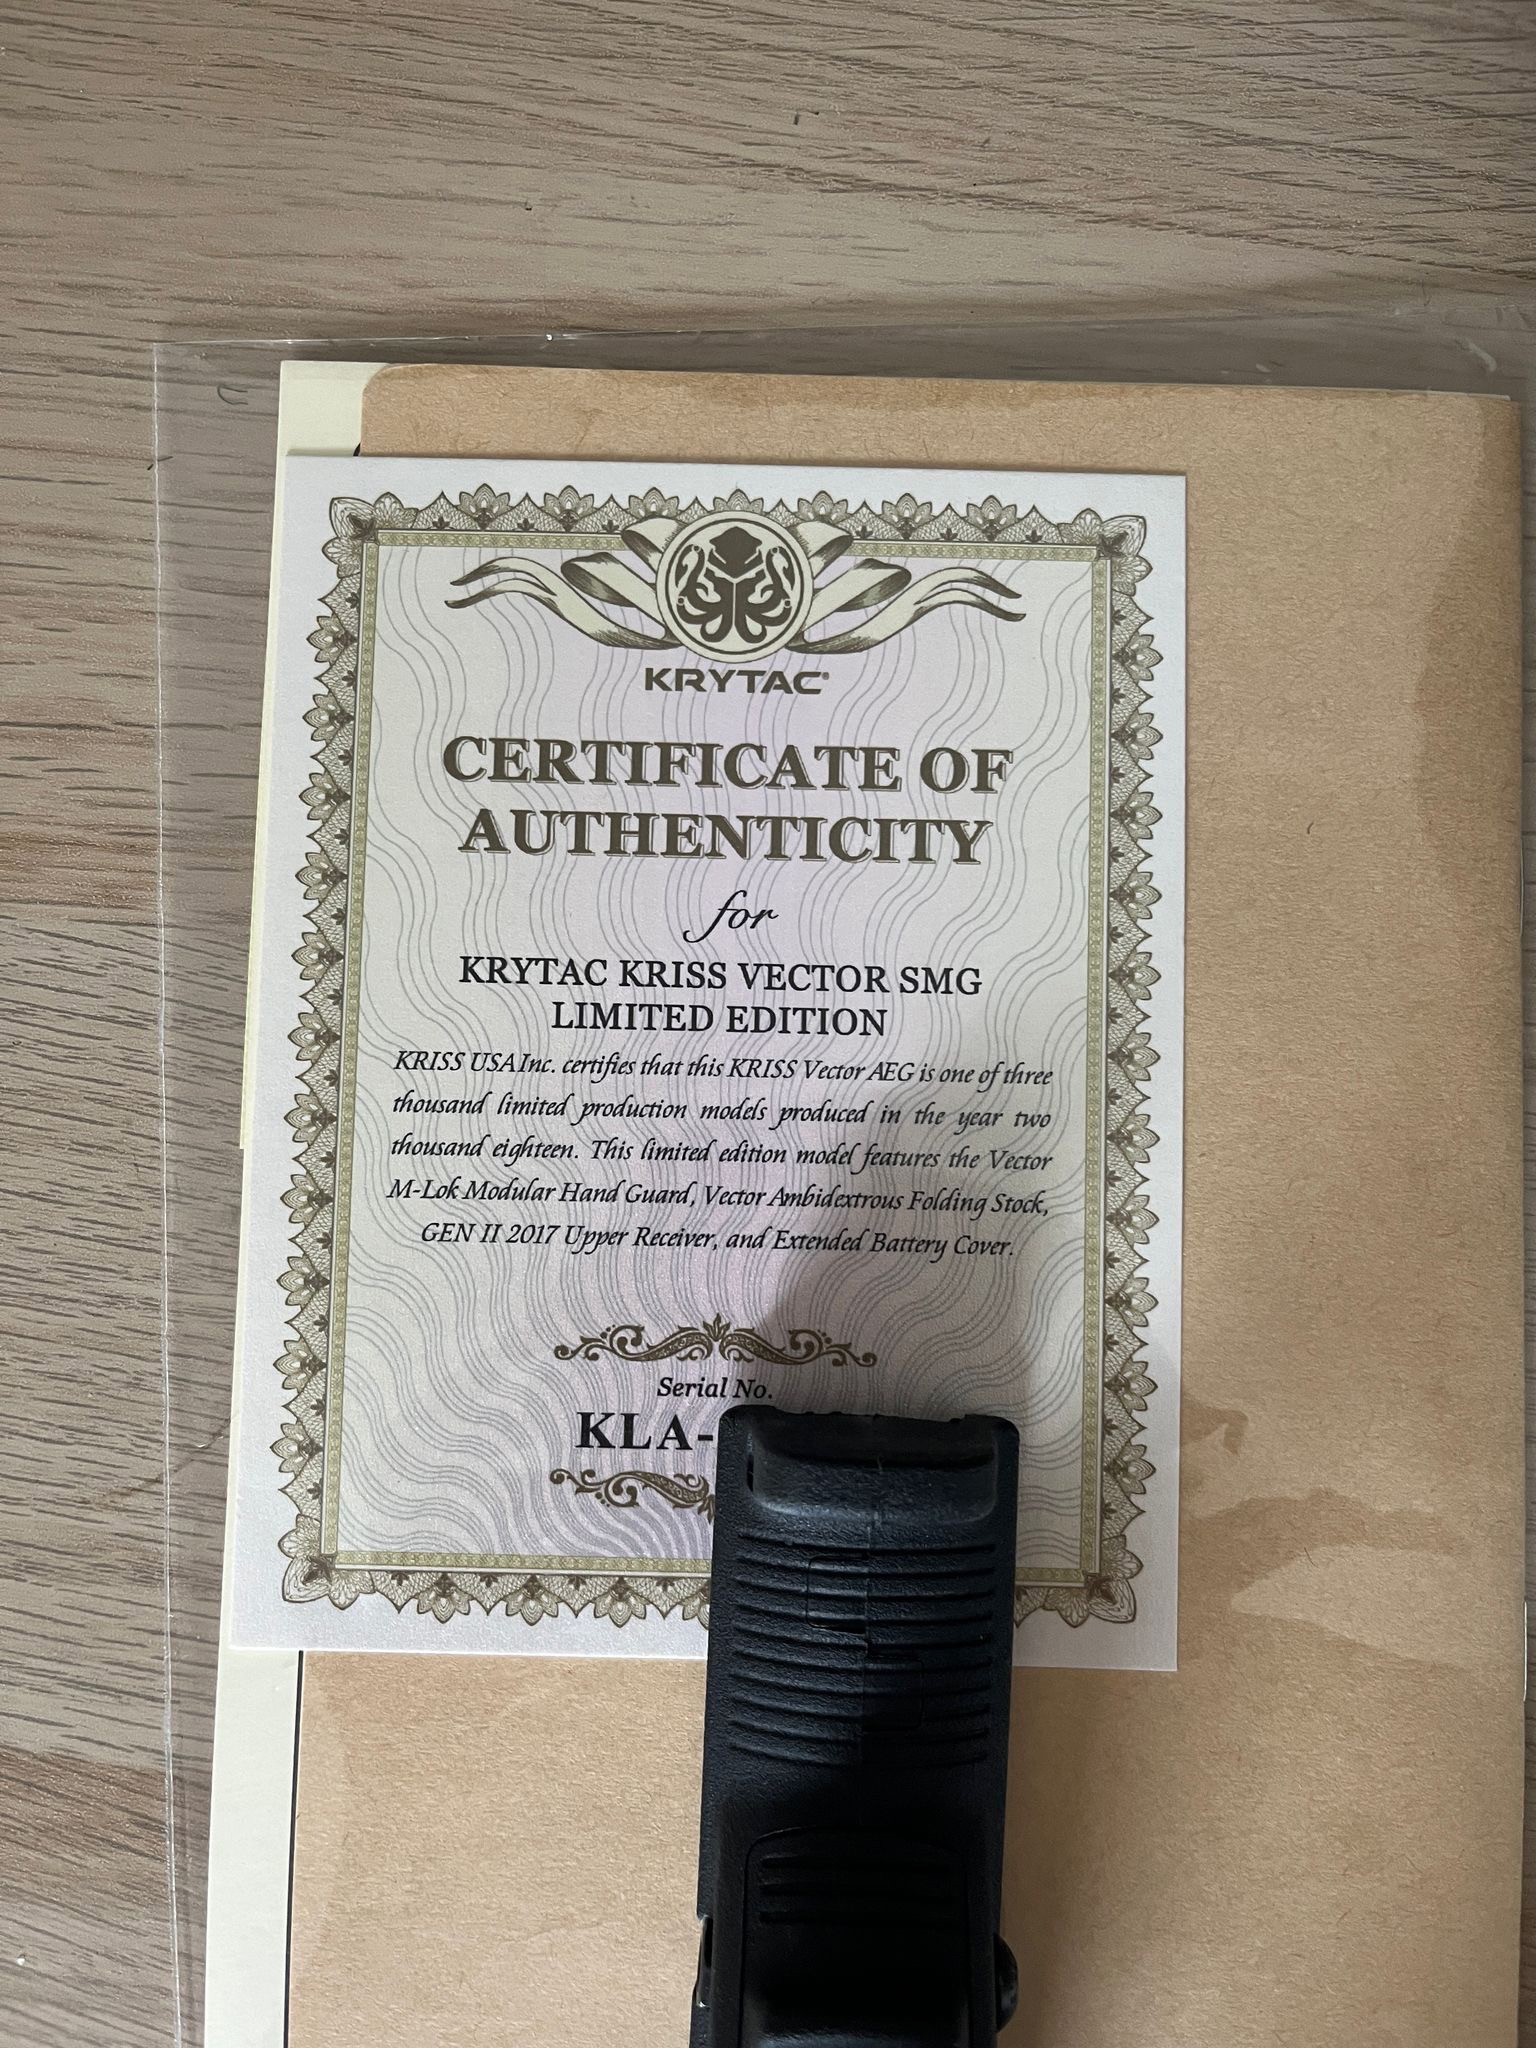 KRYTAC®
CERTIFICATE OF
AUTHENTICITY
for
KRYTAC KRISS VECTOR SMG
LIMITED EDITION
KRISS USA Inc. certifies that this KRISS Vector AEG is one of three
thousand limited production models produced in the year two
thousand eighteen. This limited edition model features the Vector
M-Lok Modular Hand Guard, Vector Ambidextrous Folding Stock,
GEN II 2017 Upper Receiver, and Extended Battery Cover.
Serial No.
KLA-